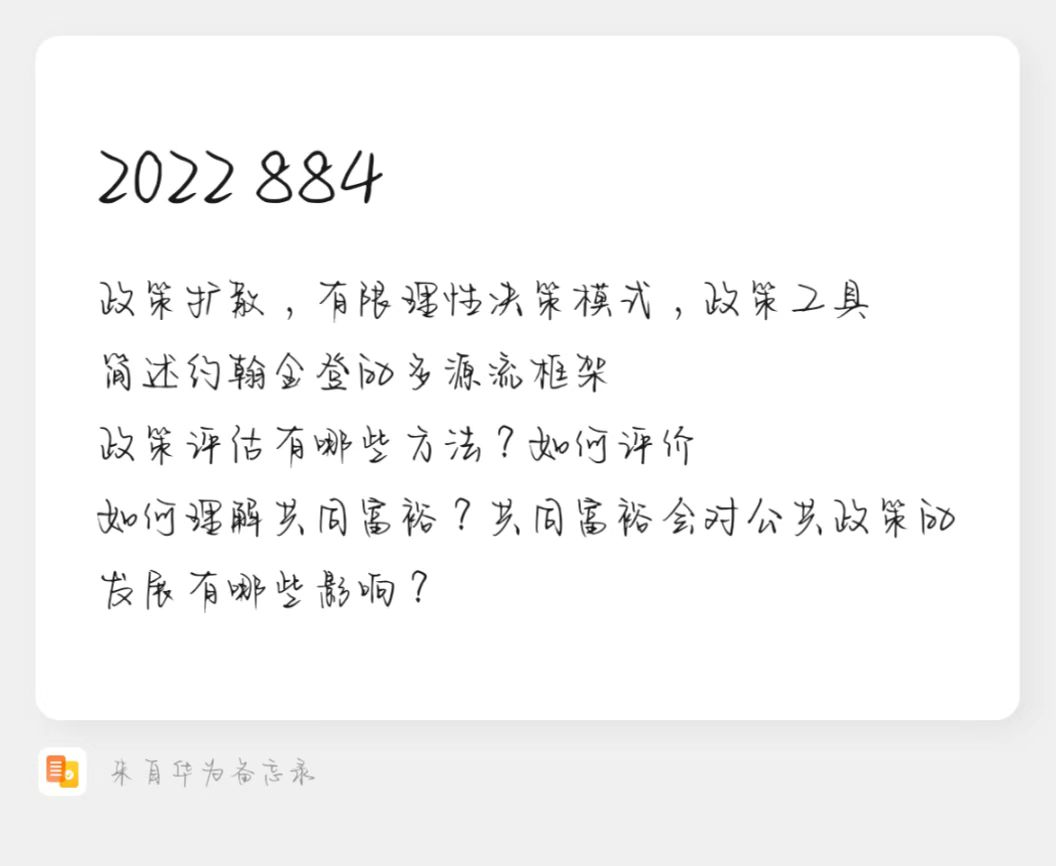 2022 884
政策扩散，有限理性决策模式，政策工具
简述约翰金登的多源流框架
政策评估有哪些方法？如何评价
如何理解共同富裕？共同富裕会对公共政策的
发展有哪些影响？
来自华为备忘录